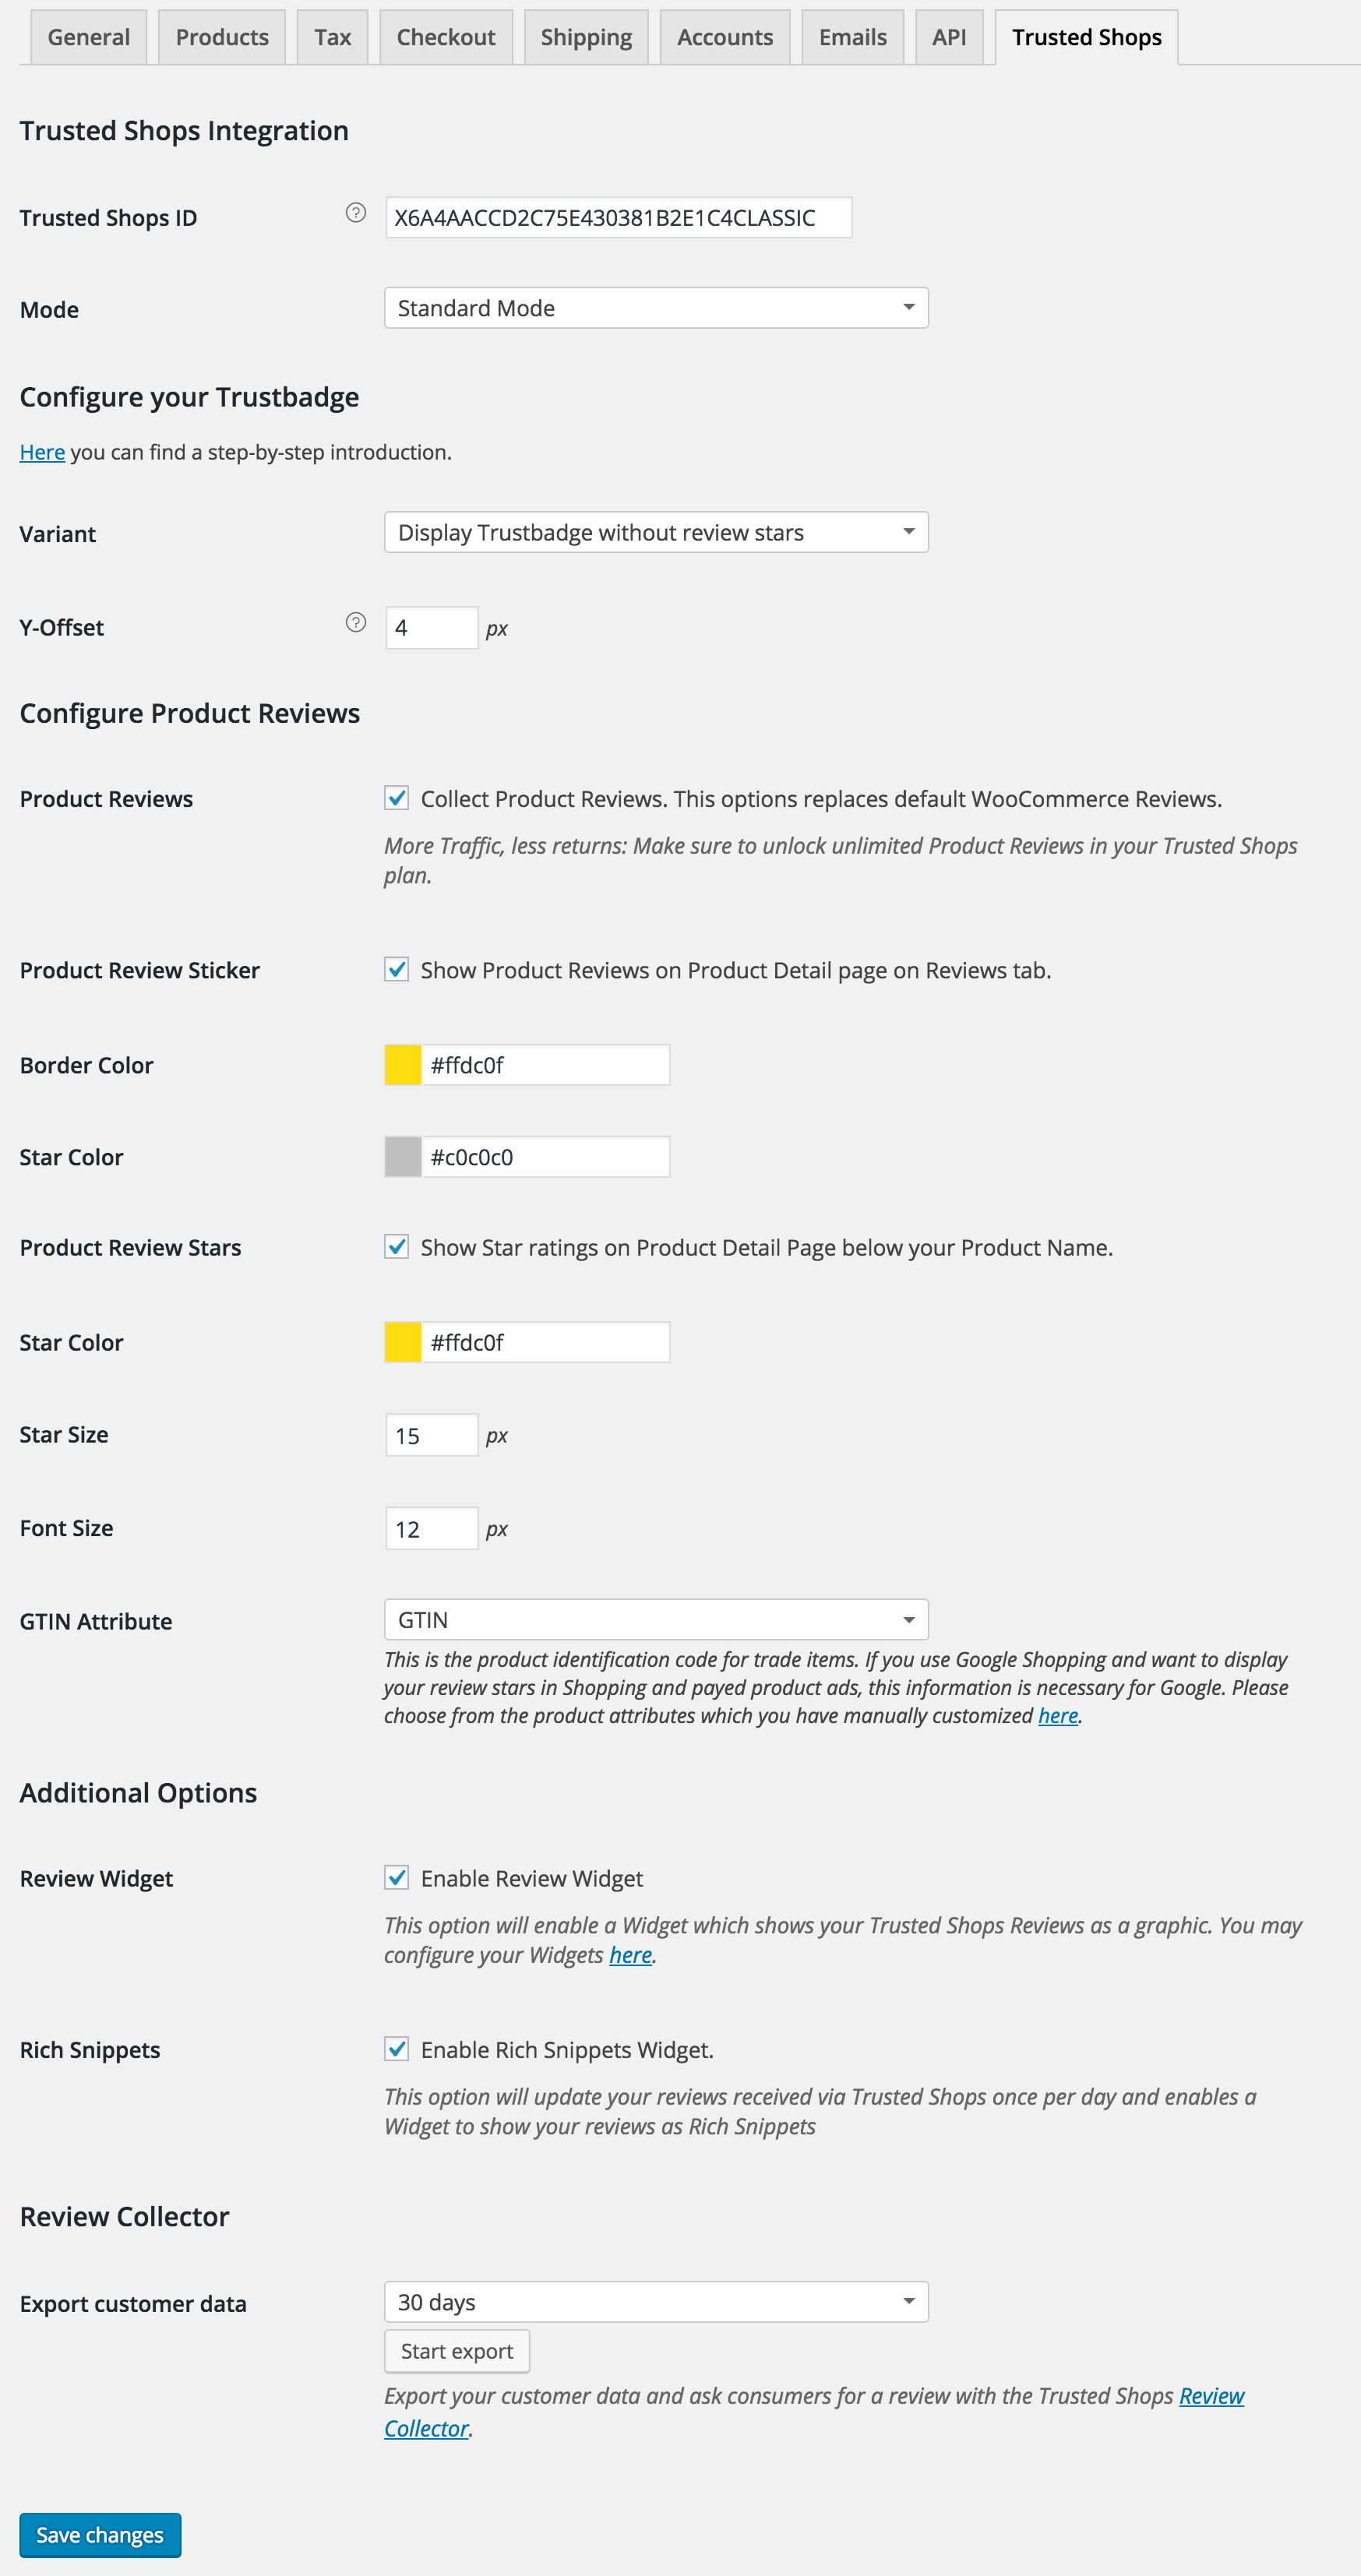 General Products Tax Checkout Shipping Accounts Emails API Trusted Shops
Trusted Shops Integration
Trusted Shops ID ? X6A4AACCD2C75E430381B2E1C4CLASSIC
Mode Standard Mode
Configure your Trustbadge
Here you can find a step-by-step introduction.
Variant Display Trustbadge without review stars
Y-Offset ? 4 px
Configure Product Reviews
Product Reviews Collect Product Reviews. This options replaces default WooCommerce Reviews.
More Traffic, less returns: Make sure to unlock unlimited Product Reviews in your Trusted Shops
plan.
Product Review Sticker Show Product Reviews on Product Detail page on Reviews tab.
Border Color #ffdc0f
Star Color #c0c0c0
Product Review Stars Show Star ratings on Product Detail Page below your Product Name.
Star Color #ffdc0f
Star Size 15 px
Font Size 12 px
GTIN Attribute GTIN
This is the product identification code for trade items. If you use Google Shopping and want to display
your review stars in Shopping and payed product ads, this information is necessary for Google. Please
choose from the product attributes which you have manually customized here.
Additional Options
Review Widget Enable Review Widget
This option will enable a Widget which shows your Trusted Shops Reviews as a graphic. You may
configure your Widgets here.
Rich Snippets Enable Rich Snippets Widget.
This option will update your reviews received via Trusted Shops once per day and enables a
Widget to show your reviews as Rich Snippets
Review Collector
Export customer data 30 days
Start export
Export your customer data and ask consumers for a review with the Trusted Shops Review
Collector.
Save changes